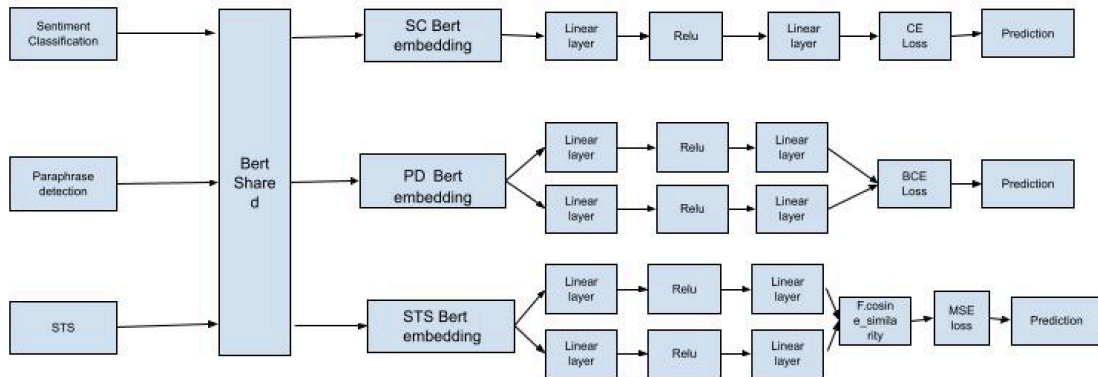 Sentiment
Classification
SC Bert
embedding
Linear
layer
Relu
Linear
layer
CE
Loss
Prediction
Paraphrase
detection
Bert
Share
d
PD Bert
embedding
Linear
layer
Relu
Linear
layer
Linear
layer
Relu
Linear
layer
BCE
Loss
Prediction
STS
STS Bert
embedding
Linear
layer
Relu
Linear
layer
Linear
layer
Relu
Linear
layer
F.cosin
e_simila
rity
MSE
loss
Prediction